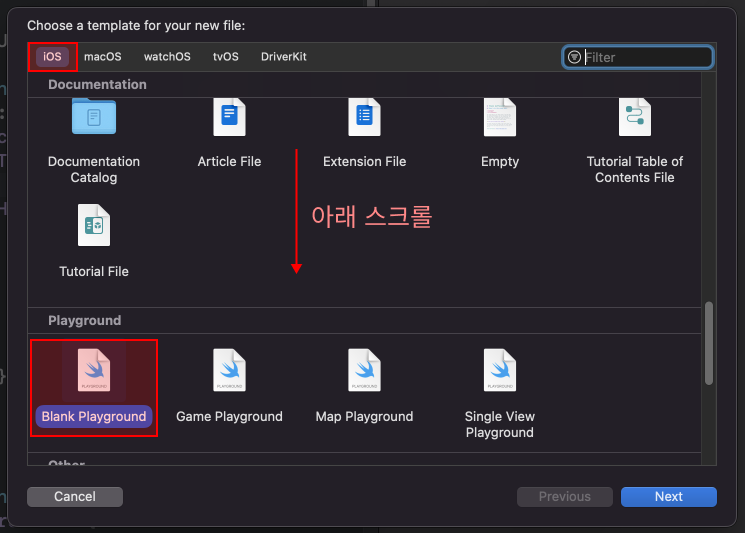 Choose a template for your new file:
iOS macOS watchOS tvOS DriverKit Filter
Documentation
Documentation Catalog
Article File
Extension File
Empty
Tutorial Table of Contents File
Tutorial File
아래 스크롤
Playground
PLAYGROUND PLAYGROUND PLAYGROUND PLAYGROUND
Blank Playground
Game Playground
Map Playground
Single View Playground
Other
Cancel Previous Next